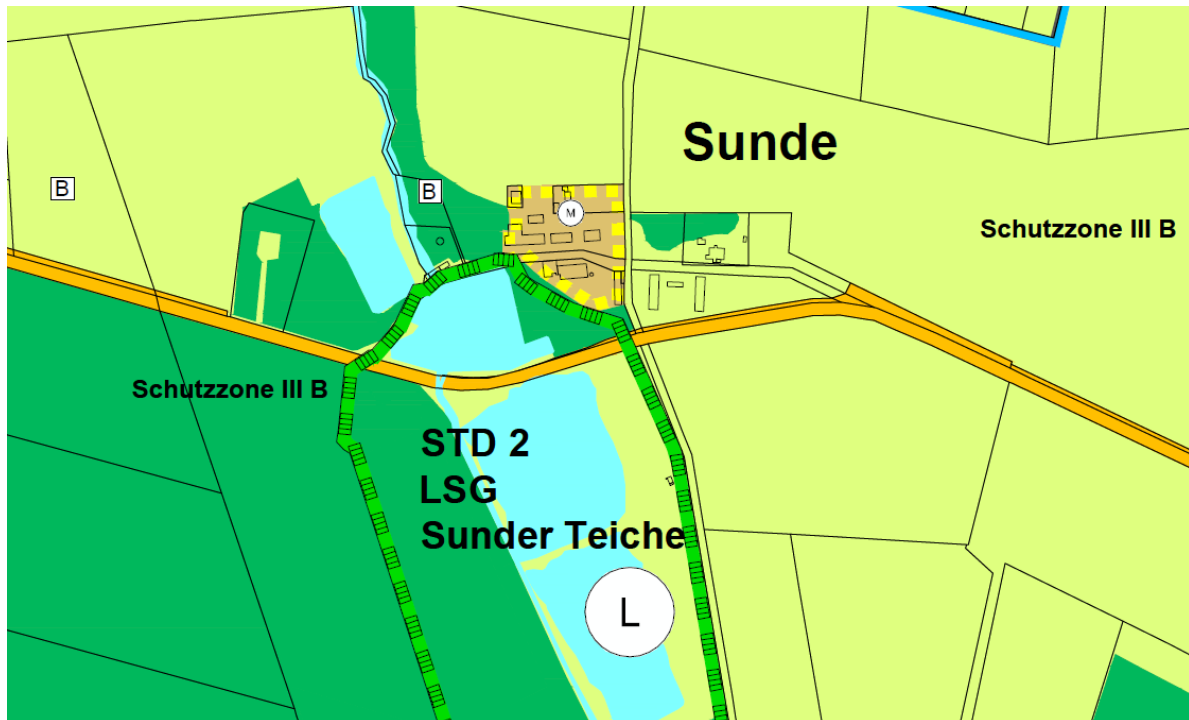 Sunde
B
B
M
Schutzzone III B
Schutzzone III B
STD 2
LSG
Sunder Teiche
L